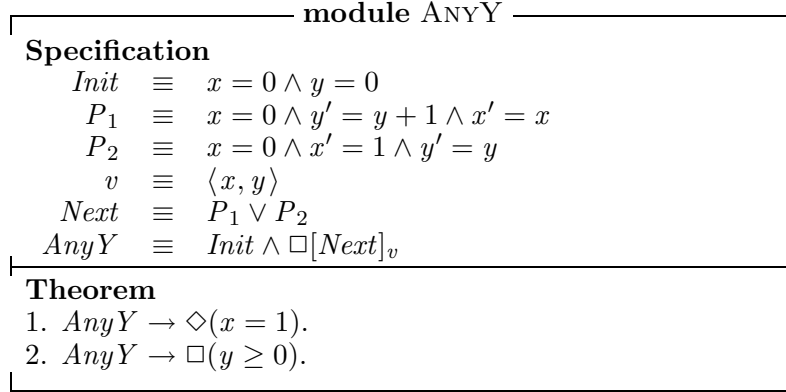 module ANYY
Specification
Init ≡ x = 0 ∧ y = 0
P₁ ≡ x = 0 ∧ y′ = y + 1 ∧ x′ = x
P₂ ≡ x = 0 ∧ x′ = 1 ∧ y′ = y
v ≡ ⟨x, y⟩
Next ≡ P₁ ∨ P₂
AnyY ≡ Init ∧ □[Next]ᵥ
Theorem
1. AnyY → ◇(x = 1).
2. AnyY → □(y ≥ 0).